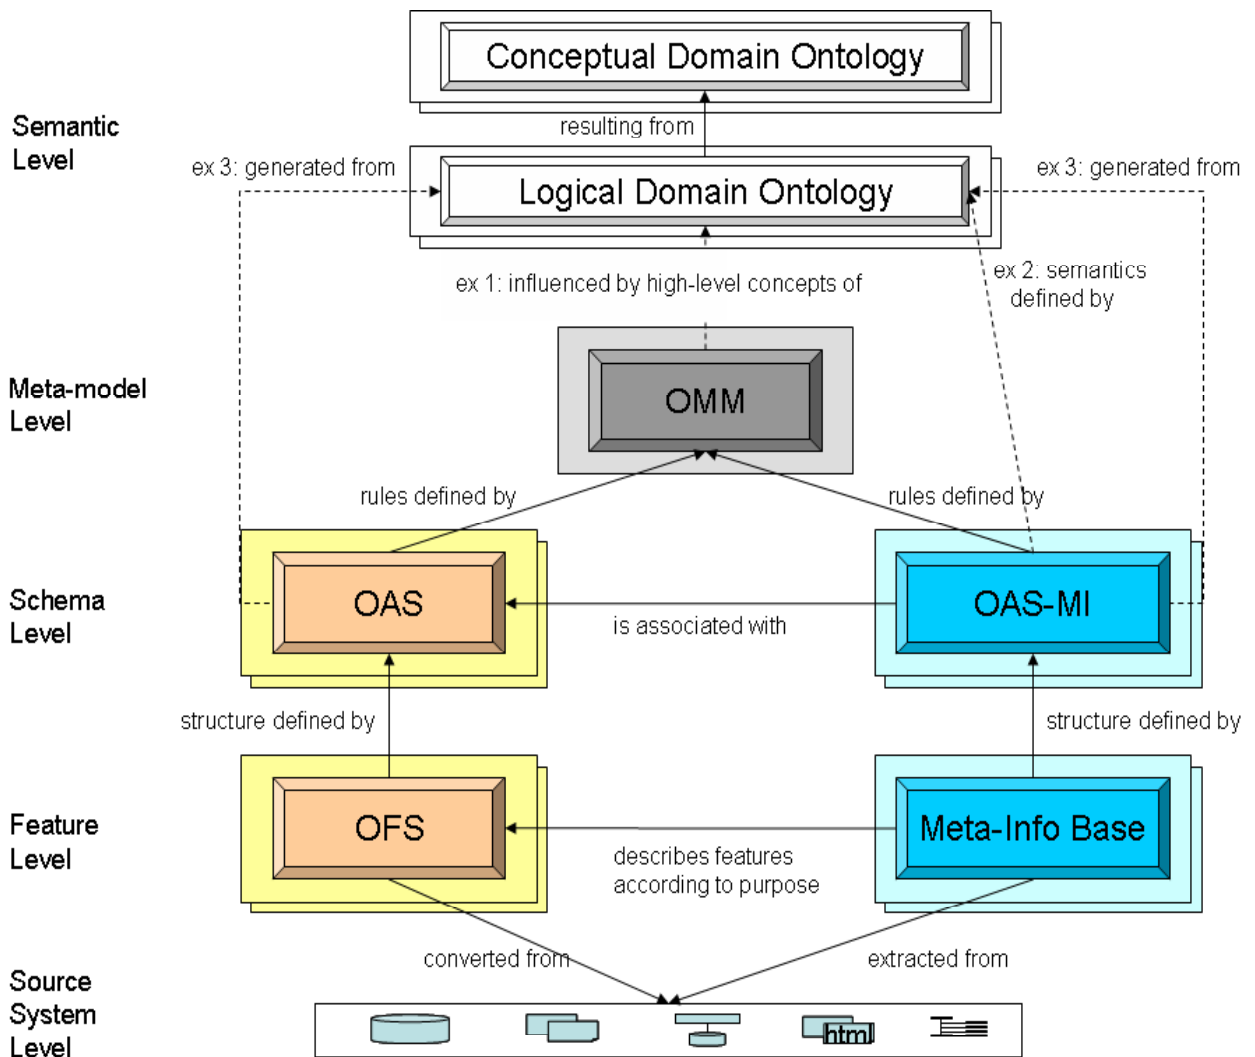 Conceptual Domain Ontology
Semantic
Level
resulting from
ex 3: generated from
ex 3: generated from
Logical Domain Ontology
ex 1: influenced by high-level concepts of
ex 2: semantics
defined by
Meta-model
Level
OMM
rules defined by
rules defined by
Schema
Level
OAS
OAS-MI
is associated with
structure defined by
structure defined by
Feature
Level
OFS
Meta-Info Base
describes features
according to purpose
converted from
extracted from
Source
System
Level
html